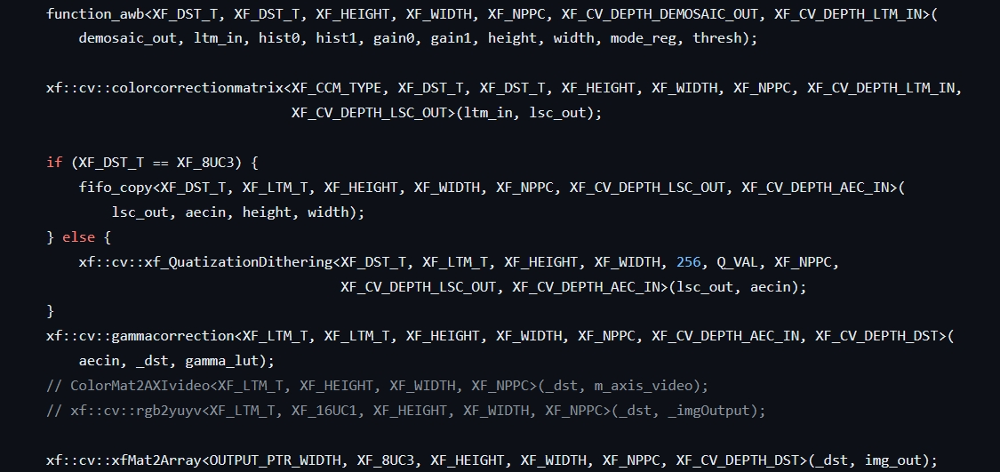 function_awb<XF_DST_T, XF_DST_T, XF_HEIGHT, XF_WIDTH, XF_NPPC, XF_CV_DEPTH_DEMOSAIC_OUT, XF_CV_DEPTH_LTM_IN>(
demosaic_out, ltm_in, hist0, hist1, gain0, gain1, height, width, mode_reg, thresh);
xf::cv::colorcorrectionmatrix<XF_CCM_TYPE, XF_DST_T, XF_DST_T, XF_HEIGHT, XF_WIDTH, XF_NPPC, XF_CV_DEPTH_LTM_IN,
XF_CV_DEPTH_LSC_OUT>(ltm_in, lsc_out);
if (XF_DST_T == XF_8UC3) {
fifo_copy<XF_DST_T, XF_LTM_T, XF_HEIGHT, XF_WIDTH, XF_NPPC, XF_CV_DEPTH_LSC_OUT, XF_CV_DEPTH_AEC_IN>(
lsc_out, aecin, height, width);
} else {
xf::cv::xf_QuatizationDithering<XF_DST_T, XF_LTM_T, XF_HEIGHT, XF_WIDTH, 256, Q_VAL, XF_NPPC,
XF_CV_DEPTH_LSC_OUT, XF_CV_DEPTH_AEC_IN>(lsc_out, aecin);
}
xf::cv::gammacorrection<XF_LTM_T, XF_LTM_T, XF_HEIGHT, XF_WIDTH, XF_NPPC, XF_CV_DEPTH_AEC_IN, XF_CV_DEPTH_DST>(
aecin, _dst, gamma_lut);
// ColorMat2AXIvideo<XF_LTM_T, XF_HEIGHT, XF_WIDTH, XF_NPPC>(_dst, m_axis_video);
// xf::cv::rgb2yuyv<XF_LTM_T, XF_16UC1, XF_HEIGHT, XF_WIDTH, XF_NPPC>(_dst, _imgOutput);
xf::cv::xfMat2Array<OUTPUT_PTR_WIDTH, XF_8UC3, XF_HEIGHT, XF_WIDTH, XF_NPPC, XF_CV_DEPTH_DST>(_dst, img_out);